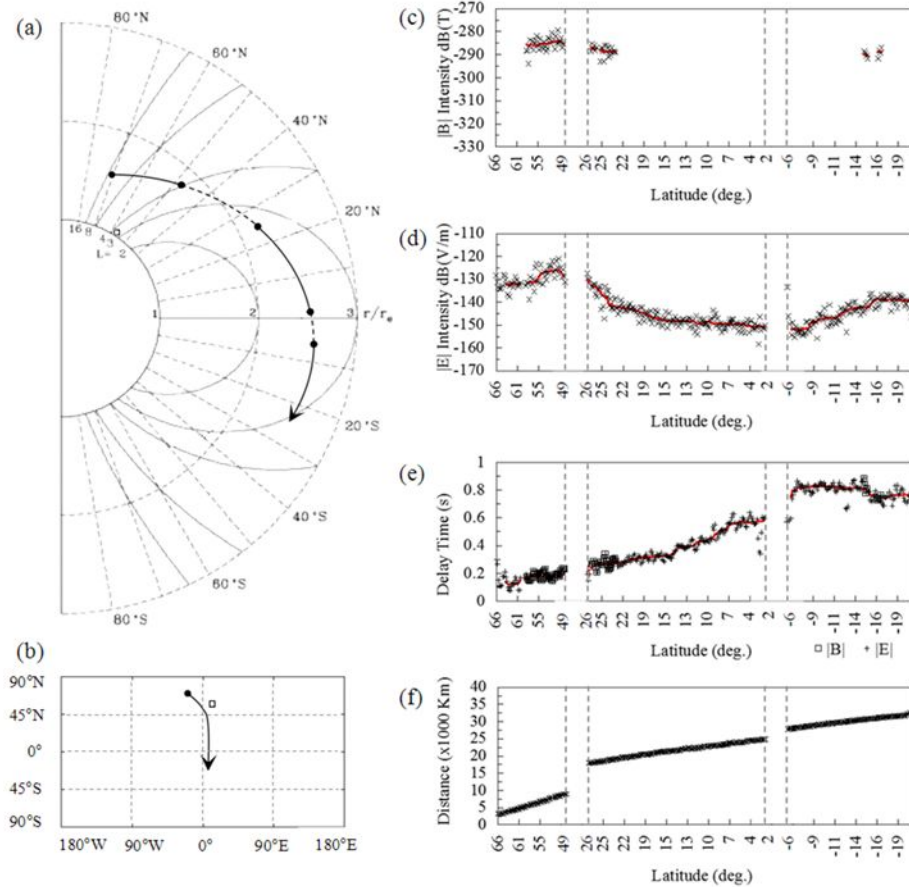 (a)
80°N
60°N
40°N
20°N
16 8 4 3
L= 2
1 2 3 r/rₑ
20°S
40°S
60°S
80°S
(b)
90°N
45°N
0°
45°S
90°S
180°W 90°W 0° 90°E 180°E
(c)
|B| Intensity dB(T)
-280
-290
-300
-310
-320
-330
66 61 55 49 26 25 22 19 15 13 10 7 4 2 -6 -9 -11 -14 -16 -19
Latitude (deg.)
(d)
|E| Intensity dB(V/m)
-110
-120
-130
-140
-150
-160
-170
66 61 55 49 26 25 22 19 15 13 10 7 4 2 -6 -9 -11 -14 -16 -19
Latitude (deg.)
(e)
Delay Time (s)
1
0.8
0.6
0.4
0.2
0
66 61 55 49 26 25 22 19 15 13 10 7 4 2 -6 -9 -11 -14 -16 -19
Latitude (deg.)
□ |B| + |E|
(f)
Distance (x1000 Km)
40
35
30
25
20
15
10
5
0
66 61 55 49 26 25 22 19 15 13 10 7 4 2 -6 -9 -11 -14 -16 -19
Latitude (deg.)